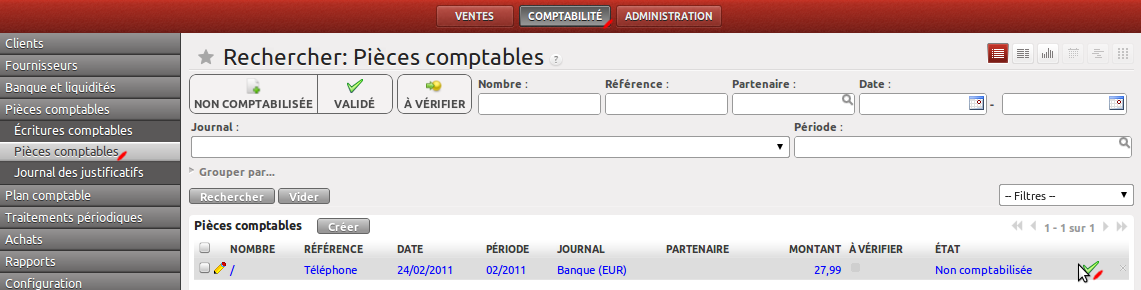 VENTES COMPTABILITÉ ADMINISTRATION
Clients
Fournisseurs
Banque et liquidités
Pièces comptables
Écritures comptables
Pièces comptables
Journal des justificatifs
Plan comptable
Traitements périodiques
Achats
Rapports
Configuration
Rechercher: Pièces comptables ?
NON COMPTABILISÉE VALIDÉ À VÉRIFIER
Nombre : Référence : Partenaire : Date :
-
Journal : Période :
Grouper par...
Rechercher Vider -- Filtres --
Pièces comptables Créer 1 - 1 sur 1
NOMBRE RÉFÉRENCE DATE PÉRIODE JOURNAL PARTENAIRE MONTANT À VÉRIFIER ÉTAT
/ Téléphone 24/02/2011 02/2011 Banque (EUR) 27,99 Non comptabilisée